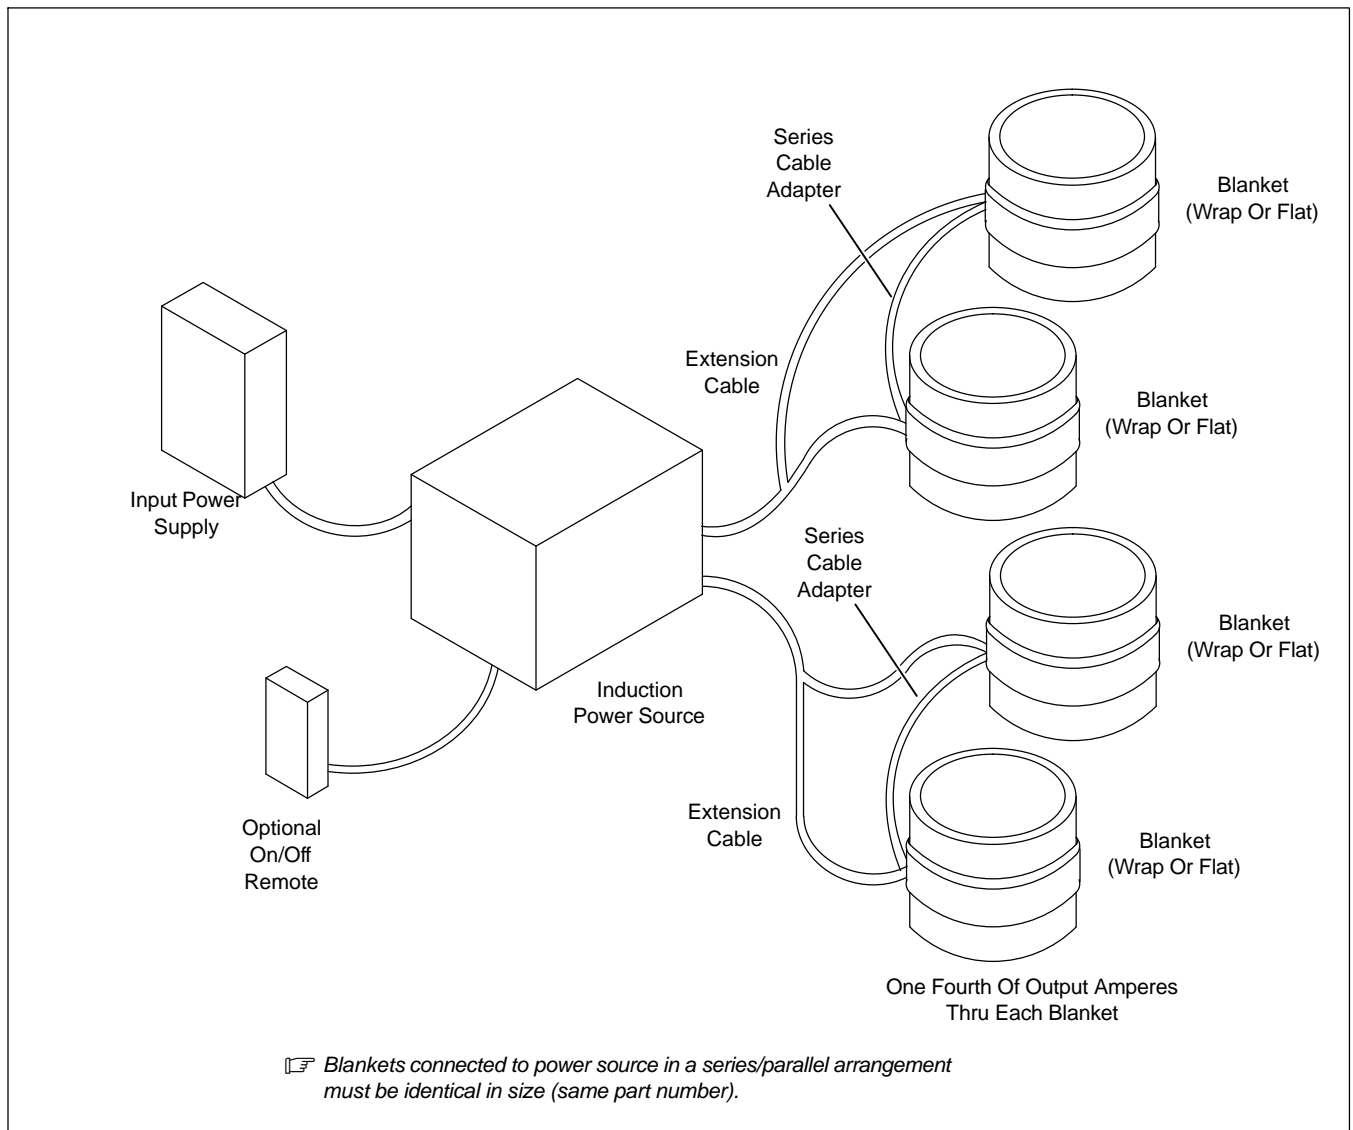 Series
Cable
Adapter
Blanket
(Wrap Or Flat)
Extension
Cable
Blanket
(Wrap Or Flat)
Input Power
Supply
Series
Cable
Adapter
Blanket
(Wrap Or Flat)
Induction
Power Source
Extension
Cable
Optional
On/Off
Remote
Blanket
(Wrap Or Flat)
One Fourth Of Output Amperes
Thru Each Blanket
☞ Blankets connected to power source in a series/parallel arrangement
must be identical in size (same part number).